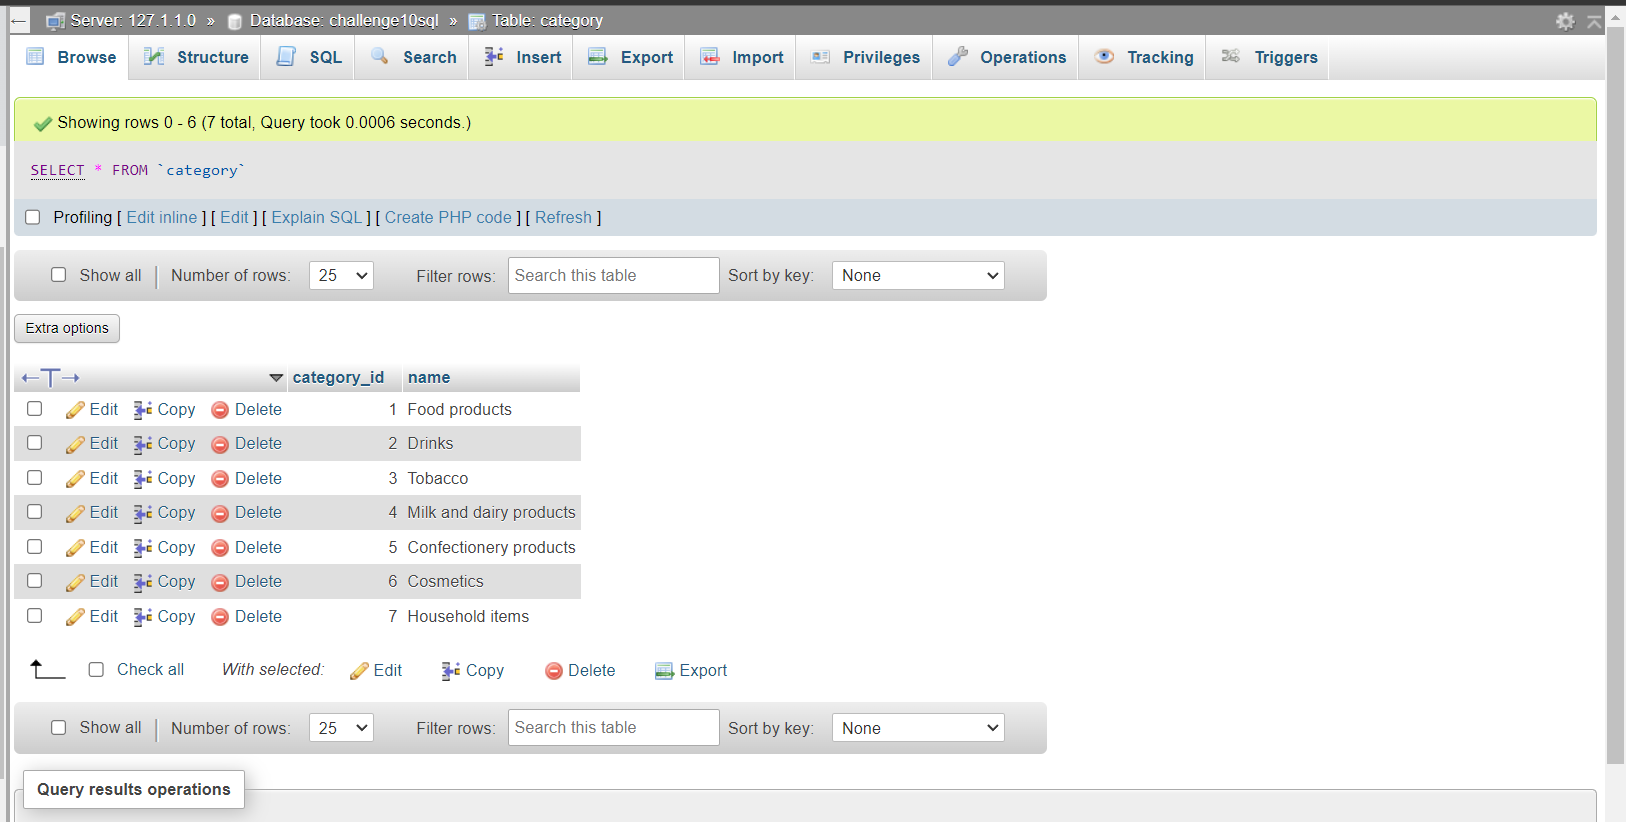 Server: 127.1.1.0 » Database: challenge10sql » Table: category
Browse Structure SQL Search Insert Export Import Privileges Operations Tracking Triggers
Showing rows 0 - 6 (7 total, Query took 0.0006 seconds.)
SELECT * FROM `category`
Profiling [ Edit inline ] [ Edit ] [ Explain SQL ] [ Create PHP code ] [ Refresh ]
Show all Number of rows: 25 Filter rows: Search this table Sort by key: None
Extra options
category_id name
Edit Copy Delete 1 Food products
Edit Copy Delete 2 Drinks
Edit Copy Delete 3 Tobacco
Edit Copy Delete 4 Milk and dairy products
Edit Copy Delete 5 Confectionery products
Edit Copy Delete 6 Cosmetics
Edit Copy Delete 7 Household items
Check all With selected: Edit Copy Delete Export
Show all Number of rows: 25 Filter rows: Search this table Sort by key: None
Query results operations